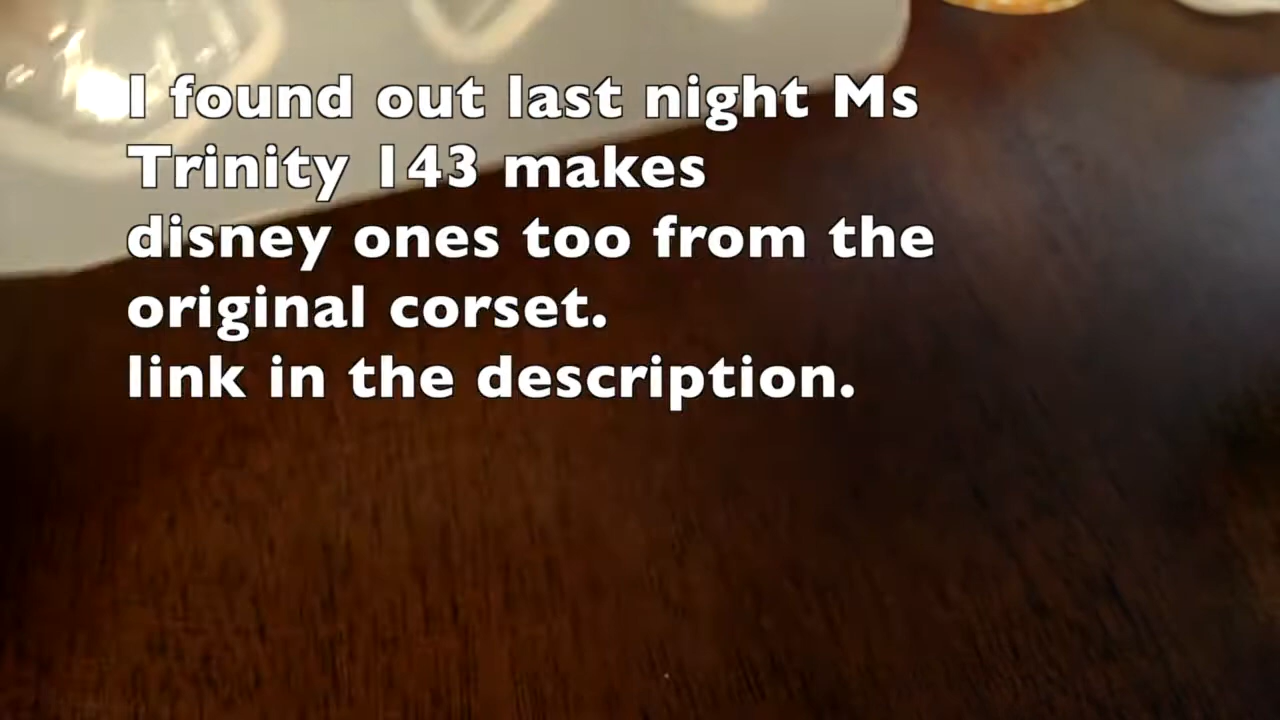 I found out last night Ms
Trinity 143 makes
disney ones too from the
original corset.
link in the description.